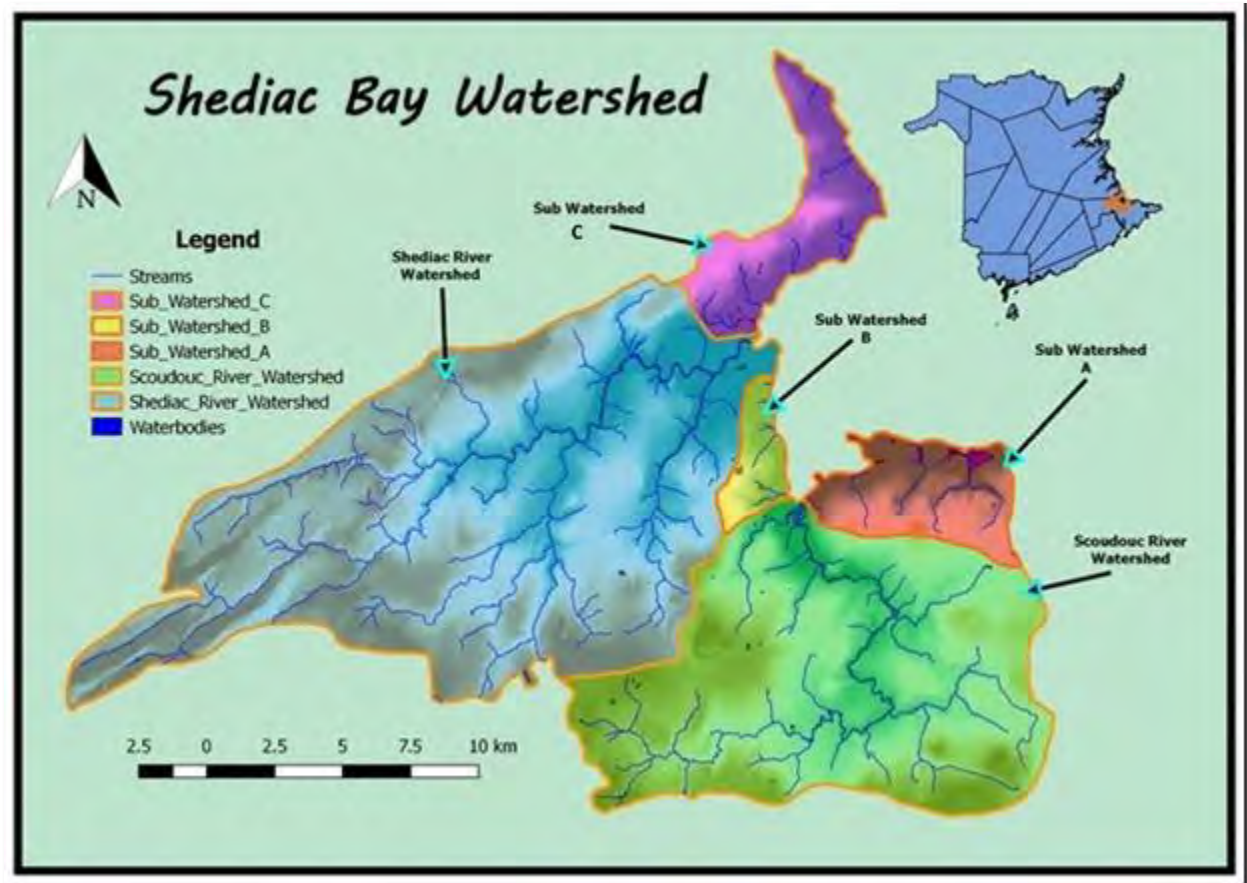 Shediac Bay Watershed
N
Sub Watershed
C
Shediac River
Watershed
Legend
Streams
Sub_Watershed_C
Sub_Watershed_B
Sub_Watershed_A
Scoudouc_River_Watershed
Shediac_River_Watershed
Waterbodies
Sub Watershed
B
Sub Watershed
A
Scoudouc River
Watershed
2.5 0 2.5 5 7.5 10 km